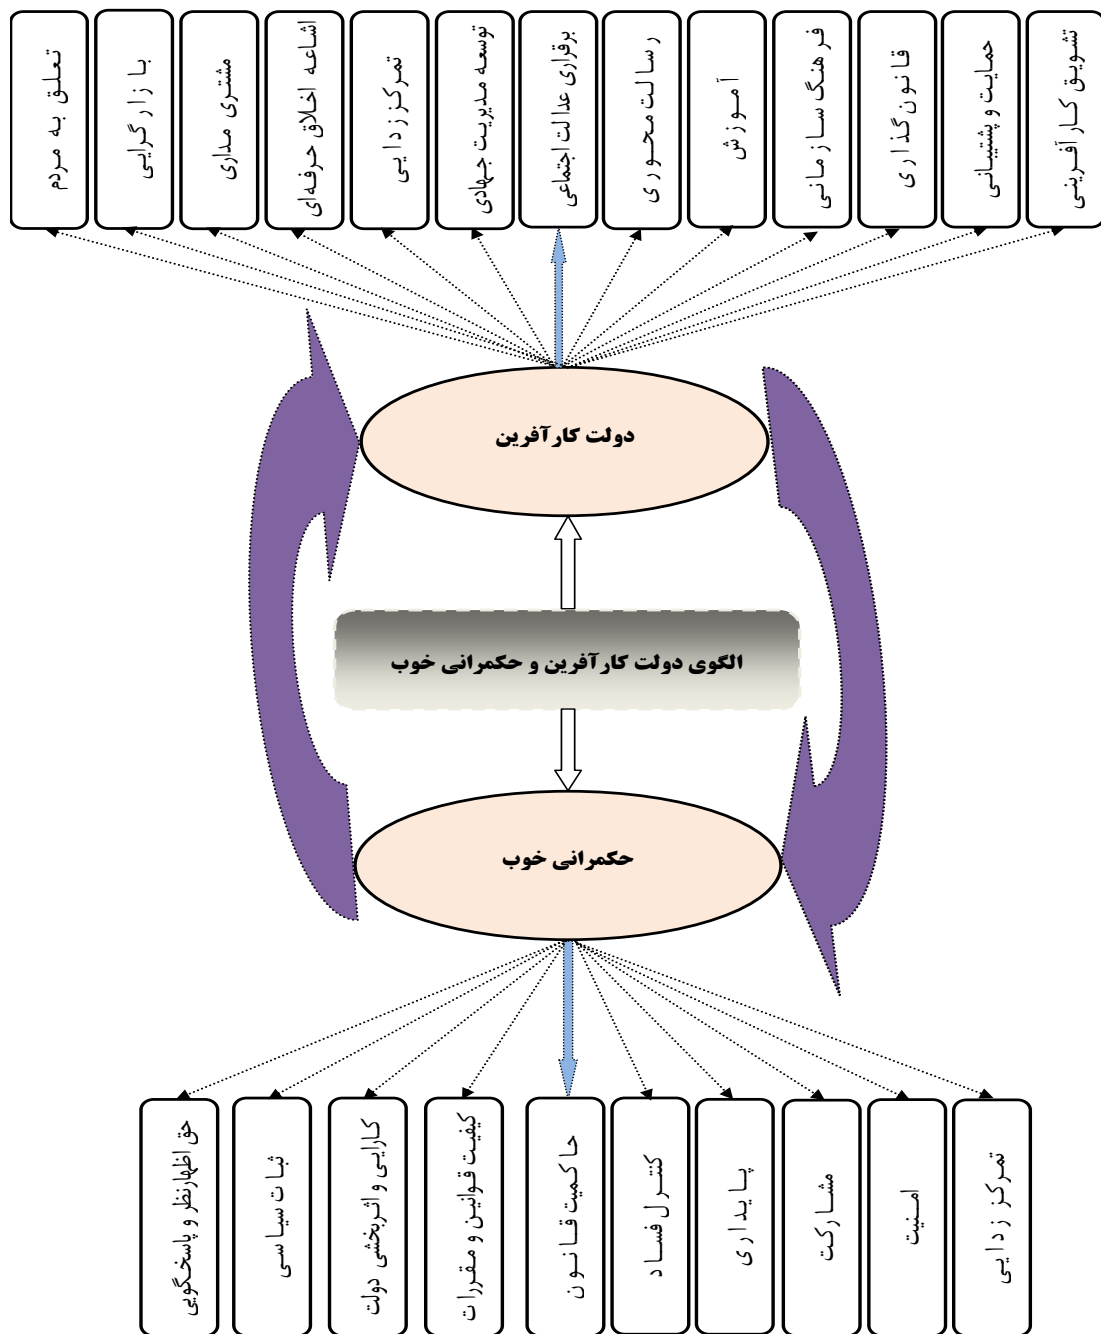 تشویق کارآفرینی
حمایت و پشتیبانی
قانون‌گذاری
فرهنگ سازمانی
آموزش
رسالت محوری
برقراری عدالت اجتماعی
توسعه مدیریت جهادی
تمرکززدایی
اشاعه اخلاق حرفه‌ای
مشتری مداری
بازارگرایی
تعلق به مردم
دولت کارآفرین
الگوی دولت کارآفرین و حکمرانی خوب
حکمرانی خوب
تمرکز زدایی
امنیت
مشارکت
پایداری
کنترل فساد
حاکمیت قانون
کیفیت قوانین و مقررات
کارایی و اثربخشی دولت
ثبات سیاسی
حق اظهارنظر و پاسخگویی